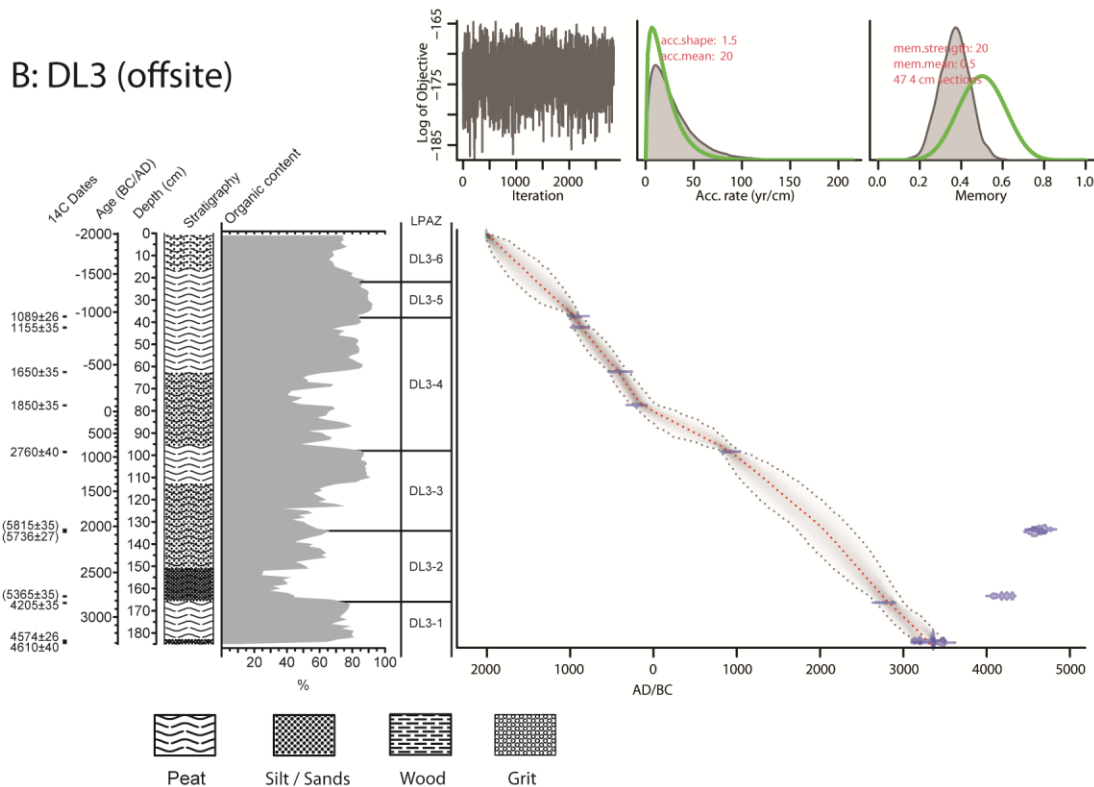 B: DL3 (offsite)
Log of Objective
-165
-175
-185
0 1000 2000
Iteration
acc.shape: 1.5
acc.mean: 20
0 50 100 150 200
Acc. rate (yr/cm)
mem.strength: 20
mem.mean: 0.5
47 4 cm sections
0.0 0.2 0.4 0.6 0.8 1.0
Memory
14C Dates
Age (BC/AD)
Depth (cm)
Stratigraphy
Organic content
LPAZ
1089±26
1155±35
1650±35
1850±35
2760±40
(5815±35)
(5736±27)
(5365±35)
4205±35
4574±26
4610±40
-2000
-1500
-1000
-500
0
500
1000
1500
2000
2500
3000
0
10
20
30
40
50
60
70
80
90
100
110
120
130
140
150
160
170
180
DL3-6
DL3-5
DL3-4
DL3-3
DL3-2
DL3-1
20 40 60 80 100
%
2000 1000 0 1000 2000 3000 4000 5000
AD/BC
Peat
Silt / Sands
Wood
Grit